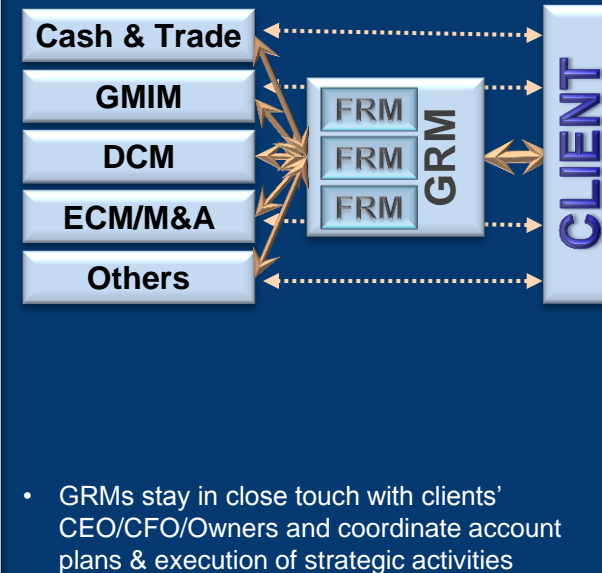 Cash & Trade
GMIM
DCM
ECM/M&A
Others
FRM
FRM
FRM
GRM
CLIENT
• GRMs stay in close touch with clients’
CEO/CFO/Owners and coordinate account
plans & execution of strategic activities